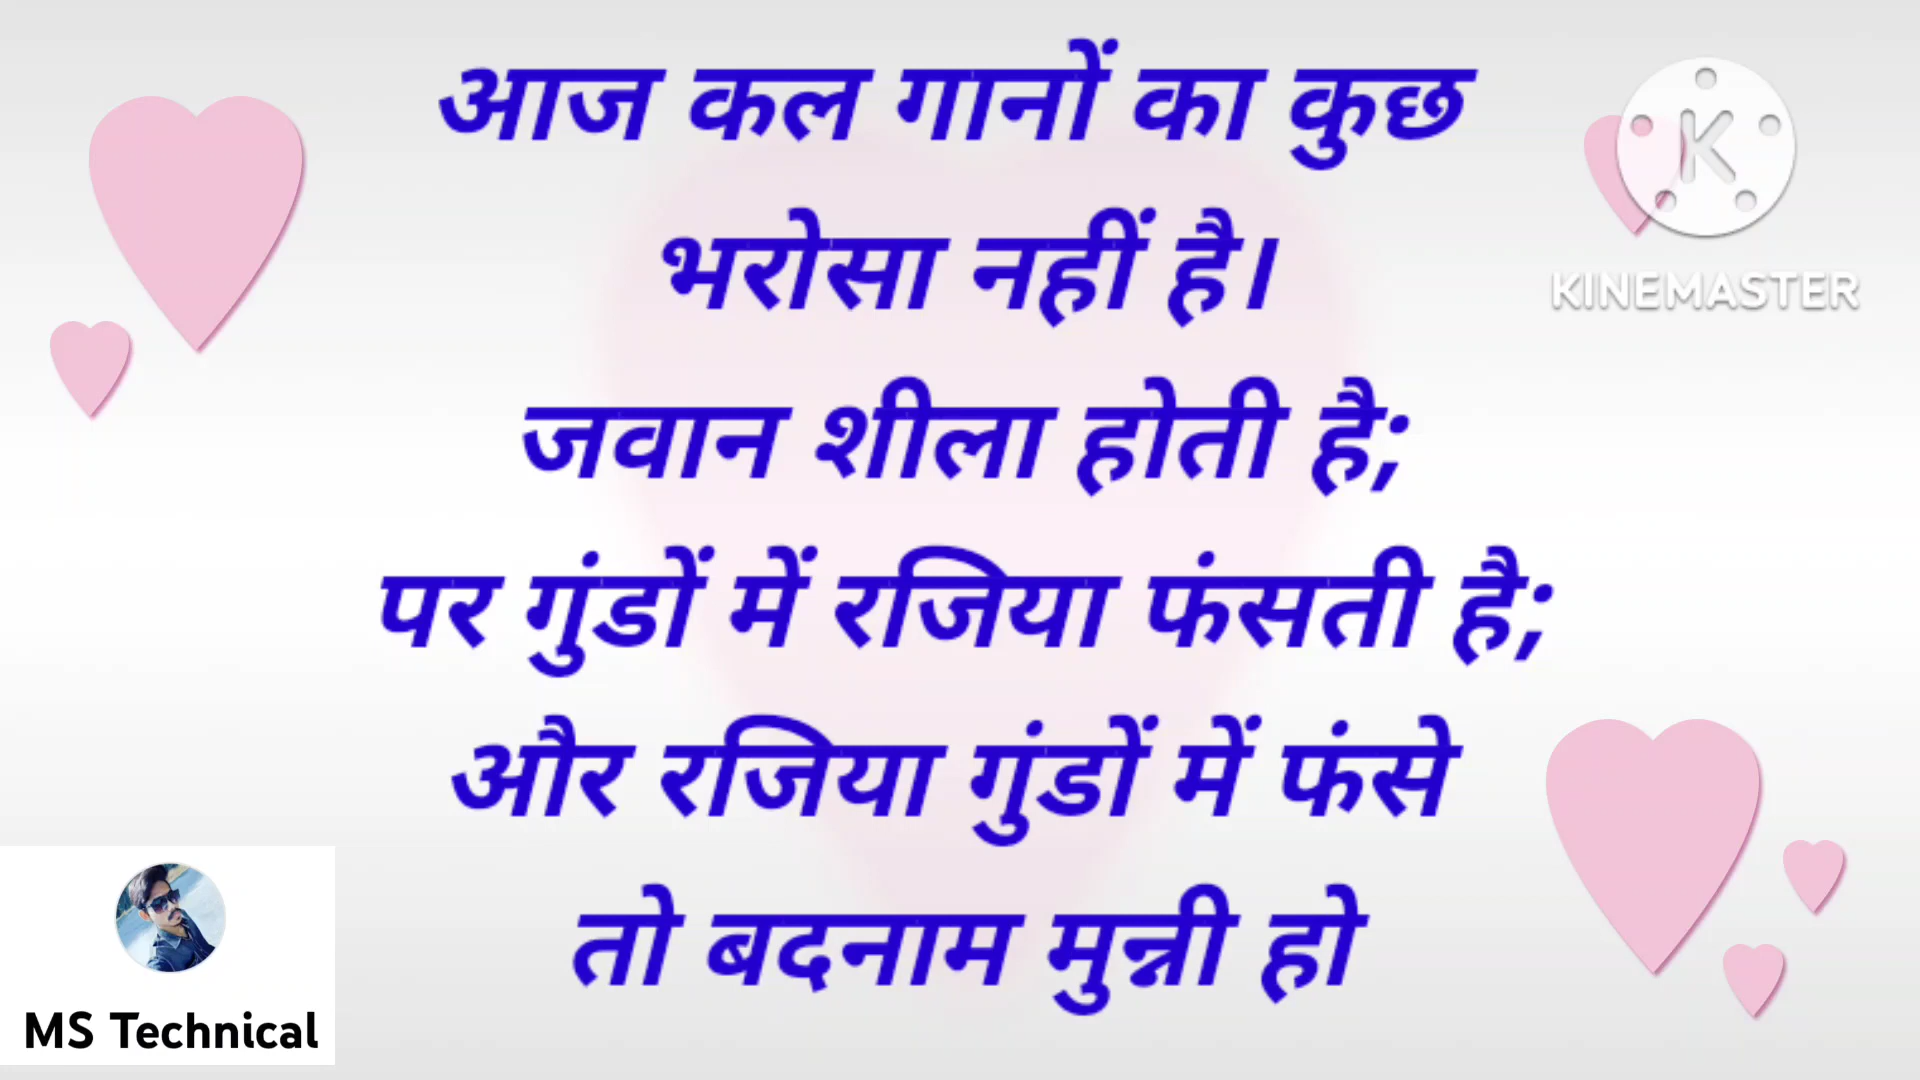 आज कल गानों का कुछ
भरोसा नहीं है।
जवान शीला होती है;
पर गुंडों में रजिया फंसती है;
और रजिया गुंडों में फंसे
तो बदनाम मुन्नी हो
K
KINEMASTER
MS Technical